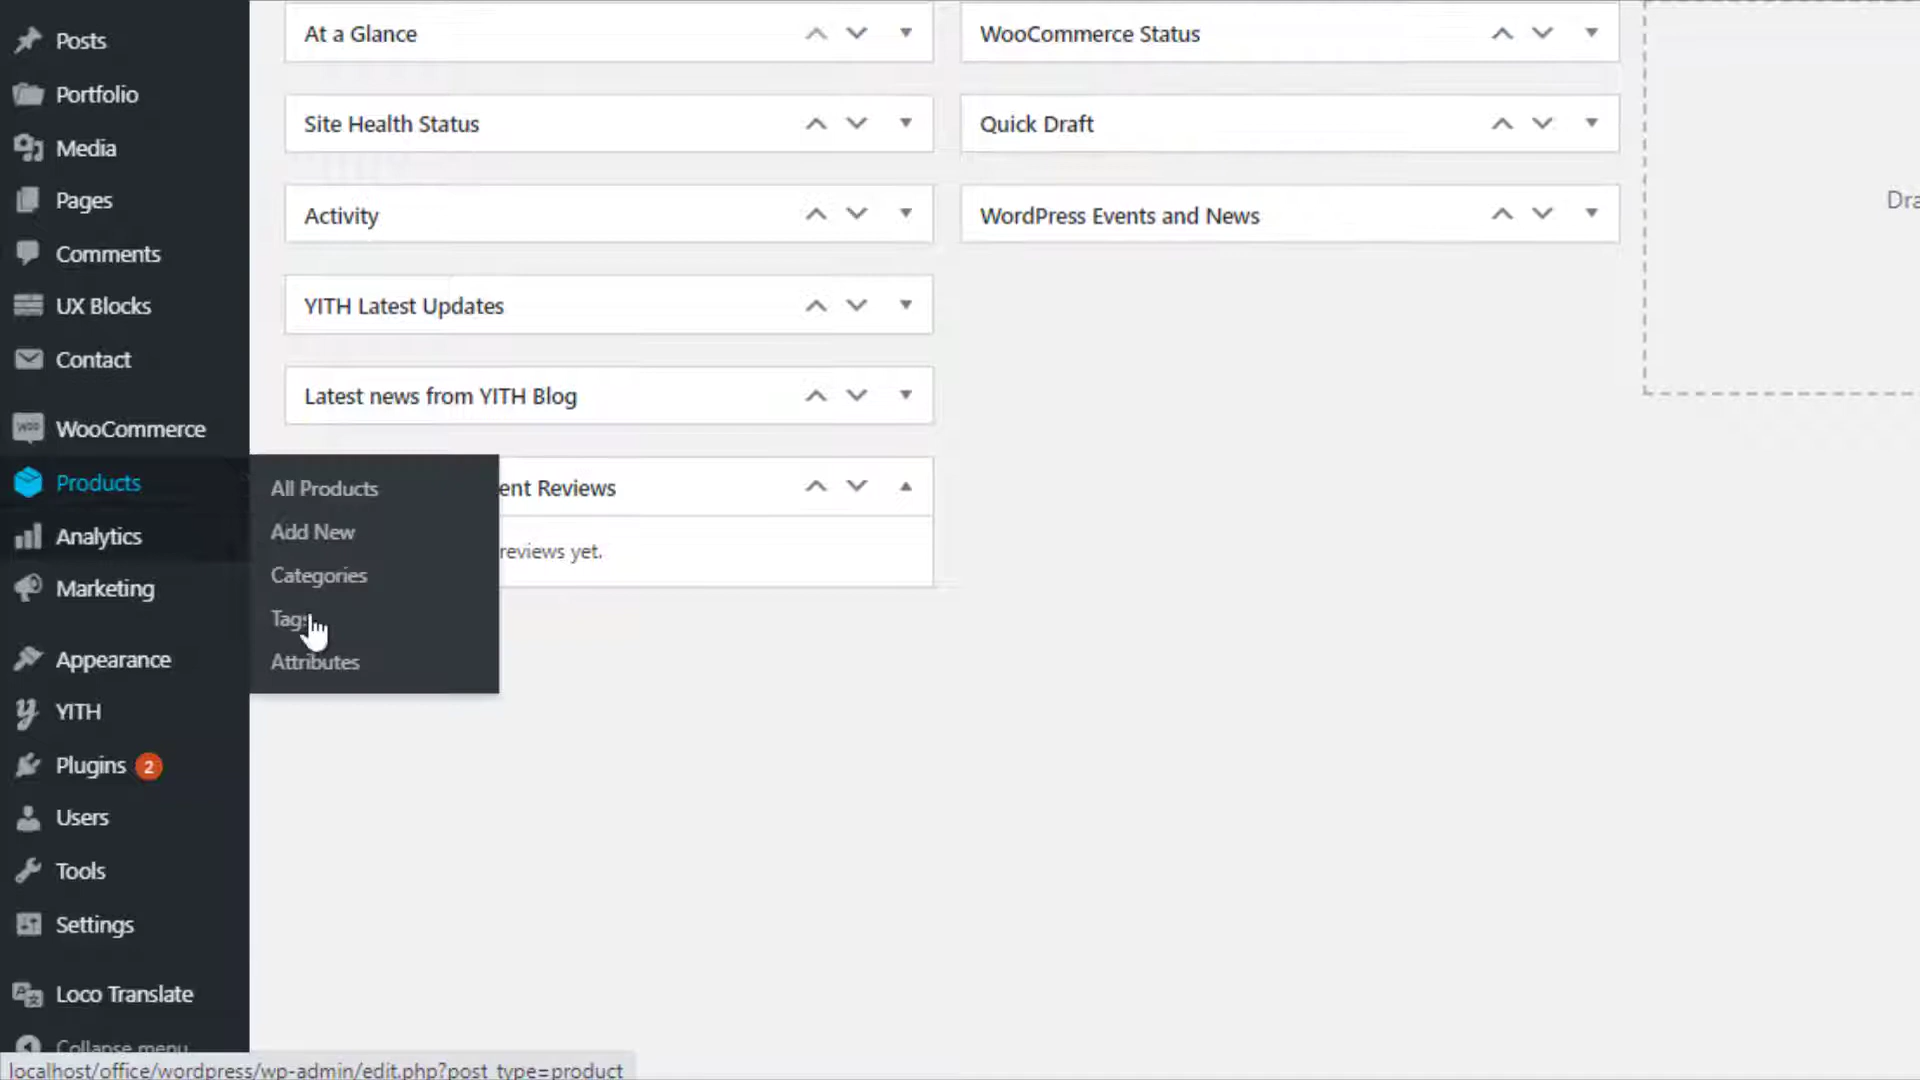 Posts
Portfolio
Media
Pages
Comments
UX Blocks
Contact
WooCommerce
Products
Analytics
Marketing
Appearance
YITH
Plugins 2
Users
Tools
Settings
Loco Translate
Collapse menu
All Products
Add New
Categories
Tags
Attributes
At a Glance
Site Health Status
Activity
YITH Latest Updates
Latest news from YITH Blog
ent Reviews
reviews yet.
WooCommerce Status
Quick Draft
WordPress Events and News
Dra
localhost/office/wordpress/wp-admin/edit.php?post_type=product